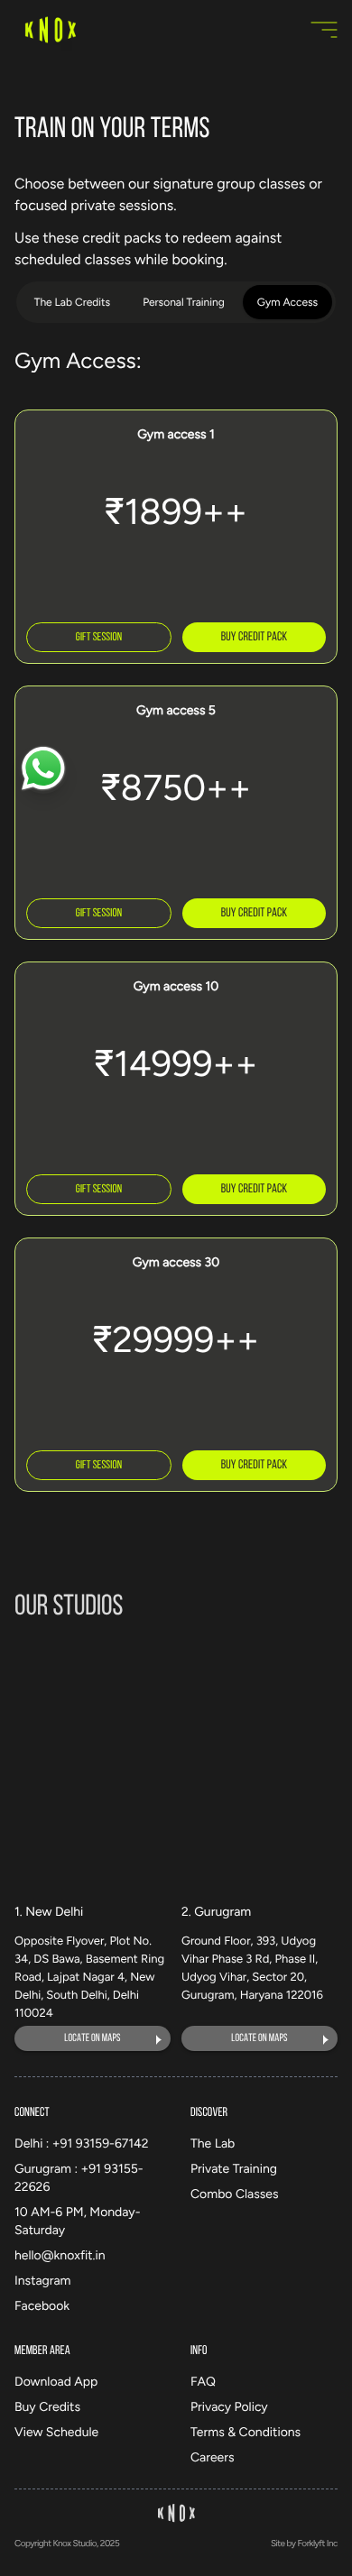 KNOX
TRAIN ON YOUR TERMS
Choose between our signature group classes or
focused private sessions.
Use these credit packs to redeem against
scheduled classes while booking.
The Lab Credits Personal Training Gym Access
Gym Access:
Gym access 1
₹1899++
GIFT SESSION BUY CREDIT PACK
Gym access 5
₹8750++
GIFT SESSION BUY CREDIT PACK
Gym access 10
₹14999++
GIFT SESSION BUY CREDIT PACK
Gym access 30
₹29999++
GIFT SESSION BUY CREDIT PACK
OUR STUDIOS
1. New Delhi
Opposite Flyover, Plot No.
34, DS Bawa, Basement Ring
Road, Lajpat Nagar 4, New
Delhi, South Delhi, Delhi
110024
LOCATE ON MAPS
2. Gurugram
Ground Floor, 393, Udyog
Vihar Phase 3 Rd, Phase II,
Udyog Vihar, Sector 20,
Gurugram, Haryana 122016
LOCATE ON MAPS
CONNECT
Delhi : +91 93159-67142
Gurugram : +91 93155-
22626
10 AM-6 PM, Monday-
Saturday
hello@knoxfit.in
Instagram
Facebook
DISCOVER
The Lab
Private Training
Combo Classes
MEMBER AREA
Download App
Buy Credits
View Schedule
INFO
FAQ
Privacy Policy
Terms & Conditions
Careers
KNOX
Copyright Knox Studio, 2025 Site by Forklyft Inc